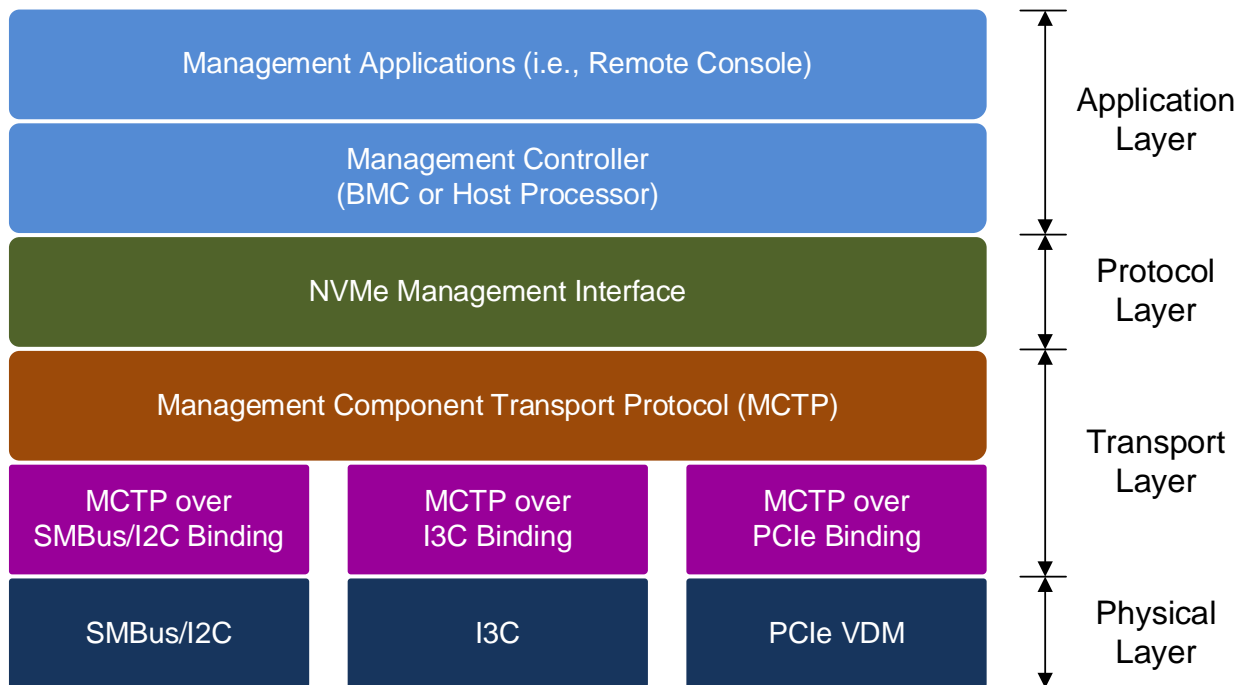 Management Applications (i.e., Remote Console)
Application
Layer
Management Controller
(BMC or Host Processor)
NVMe Management Interface
Protocol
Layer
Management Component Transport Protocol (MCTP)
Transport
Layer
MCTP over
SMBus/I2C Binding
MCTP over
I3C Binding
MCTP over
PCIe Binding
SMBus/I2C
I3C
PCIe VDM
Physical
Layer